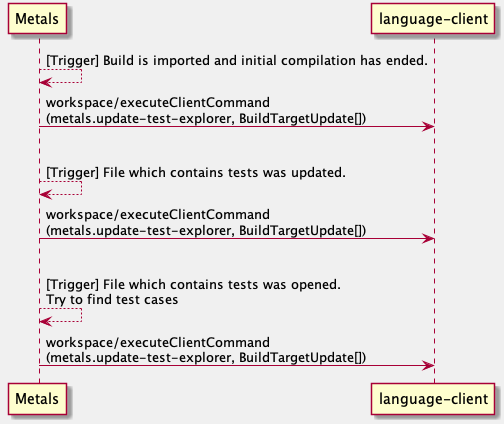 Metals
language-client
[Trigger] Build is imported and initial compilation has ended.
workspace/executeClientCommand
(metals.update-test-explorer, BuildTargetUpdate[])
[Trigger] File which contains tests was updated.
workspace/executeClientCommand
(metals.update-test-explorer, BuildTargetUpdate[])
[Trigger] File which contains tests was opened.
Try to find test cases
workspace/executeClientCommand
(metals.update-test-explorer, BuildTargetUpdate[])
Metals
language-client